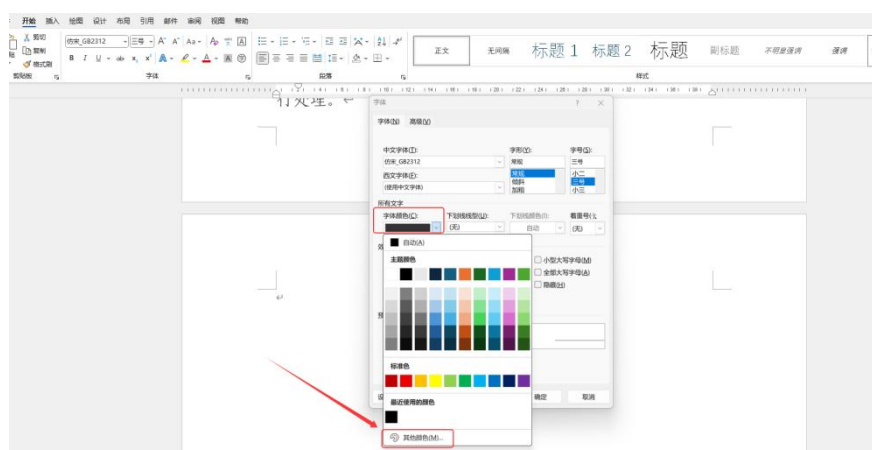 开始 插入 绘图 设计 布局 引用 邮件 审阅 视图 帮助
剪切
复制
格式刷
剪贴板
仿宋_GB2312 三号
字体
段落
正文 无间隔 标题 1 标题 2 标题 副标题 不明显强调 强调
样式
行处理。
字体 ? ×
字体(N) 高级(V)
中文字体(T): 字形(Y): 字号(S):
仿宋_GB2312 常规 三号
西文字体(F): 常规 小二
(使用中文字体) 倾斜 三号
加粗 小三
所有文字
字体颜色(C): 下划线线型(U): 下划线颜色(I): 着重号(·):
(无) 自动 (无)
自动(A)
主题颜色
小型大写字母(M)
全部大写字母(A)
隐藏(H)
标准色
最近使用的颜色
确定 取消
其他颜色(M)...